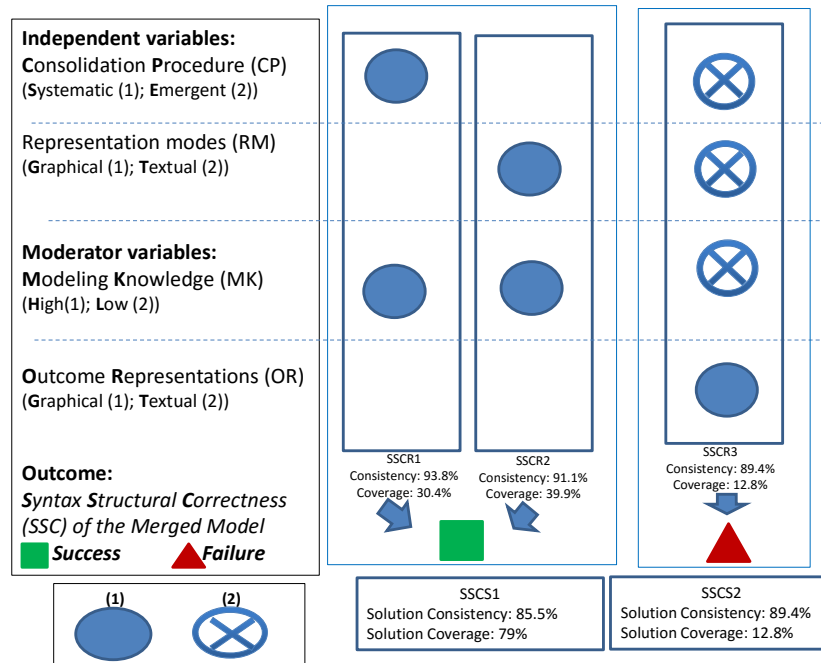 Independent variables:
Consolidation Procedure (CP)
(Systematic (1); Emergent (2))
Representation modes (RM)
(Graphical (1); Textual (2))
Moderator variables:
Modeling Knowledge (MK)
(High(1); Low (2))
Outcome Representations (OR)
(Graphical (1); Textual (2))
Outcome:
Syntax Structural Correctness
(SSC) of the Merged Model
Success Failure
(1) (2)
SSCR1
Consistency: 93.8%
Coverage: 30.4%
SSCR2
Consistency: 91.1%
Coverage: 39.9%
SSCR3
Consistency: 89.4%
Coverage: 12.8%
SSCS1
Solution Consistency: 85.5%
Solution Coverage: 79%
SSCS2
Solution Consistency: 89.4%
Solution Coverage: 12.8%